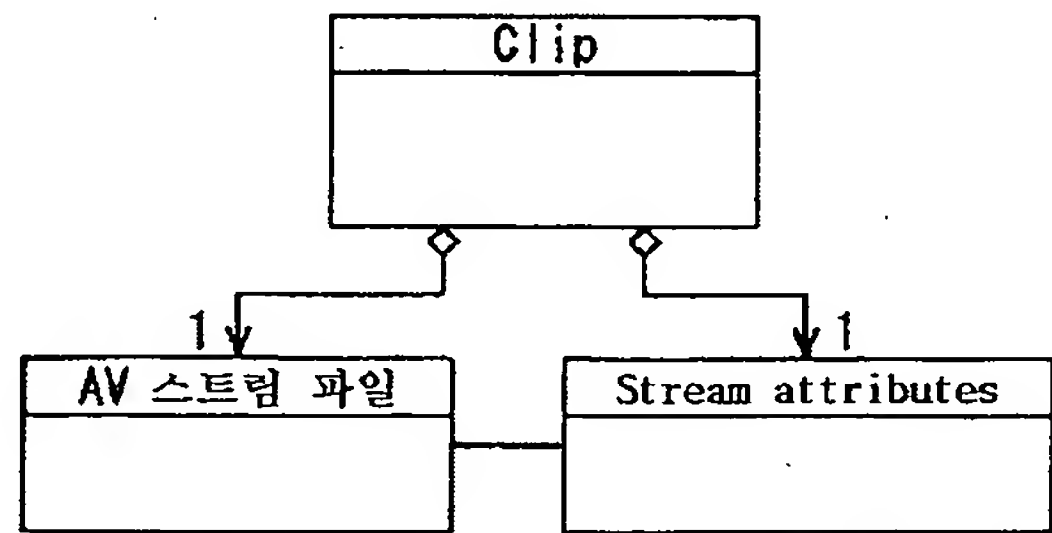 Clip
1
1
AV 스트림 파일
Stream attributes